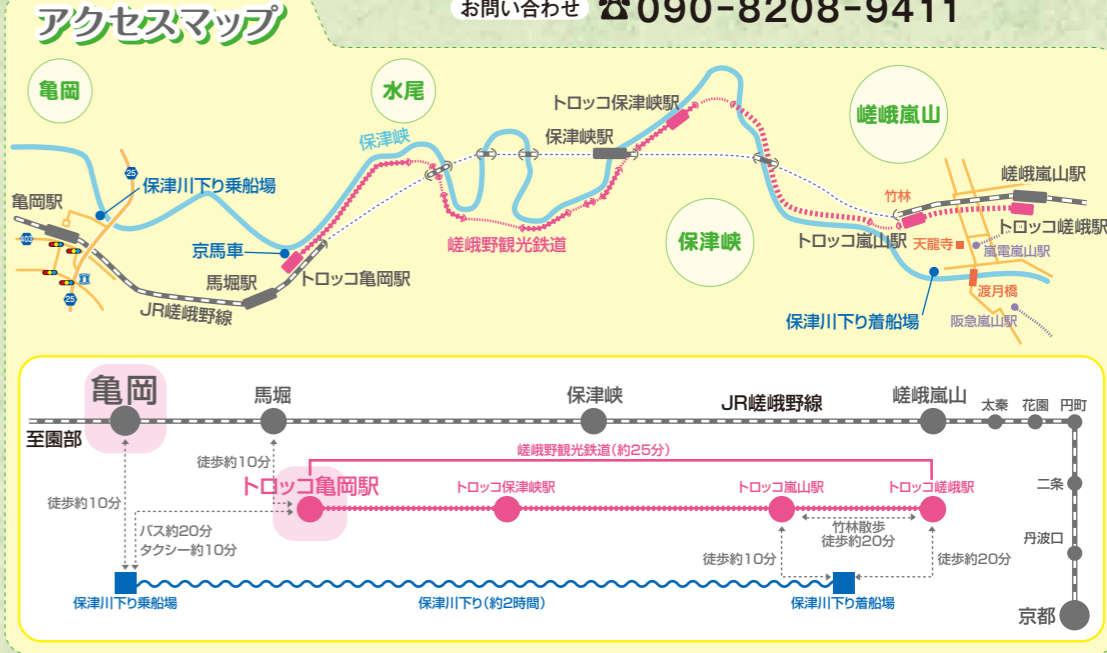 アクセスマップ
お問い合わせ ☎090-8208-9411
亀岡
水尾
トロッコ保津峡駅
保津峡駅
嵯峨嵐山
保津峡
25
保津川下り乗船場
亀岡駅
竹林
嵯峨嵐山駅
京馬車
嵯峨野観光鉄道
保津峡
トロッコ嵐山駅
天龍寺
トロッコ嵯峨駅
嵐電嵐山駅
馬堀駅
トロッコ亀岡駅
25
JR嵯峨野線
渡月橋
保津川下り着船場
阪急嵐山駅
亀岡
馬堀
保津峡
JR嵯峨野線
嵯峨嵐山
太秦
花園
円町
至園部
嵯峨野観光鉄道(約25分)
徒歩約10分
トロッコ亀岡駅
トロッコ保津峡駅
トロッコ嵐山駅
トロッコ嵯峨駅
二条
徒歩約10分
バス約20分
タクシー約10分
竹林散歩
徒歩約20分
丹波口
徒歩約10分
徒歩約20分
保津川下り乗船場
保津川下り(約2時間)
保津川下り着船場
京都